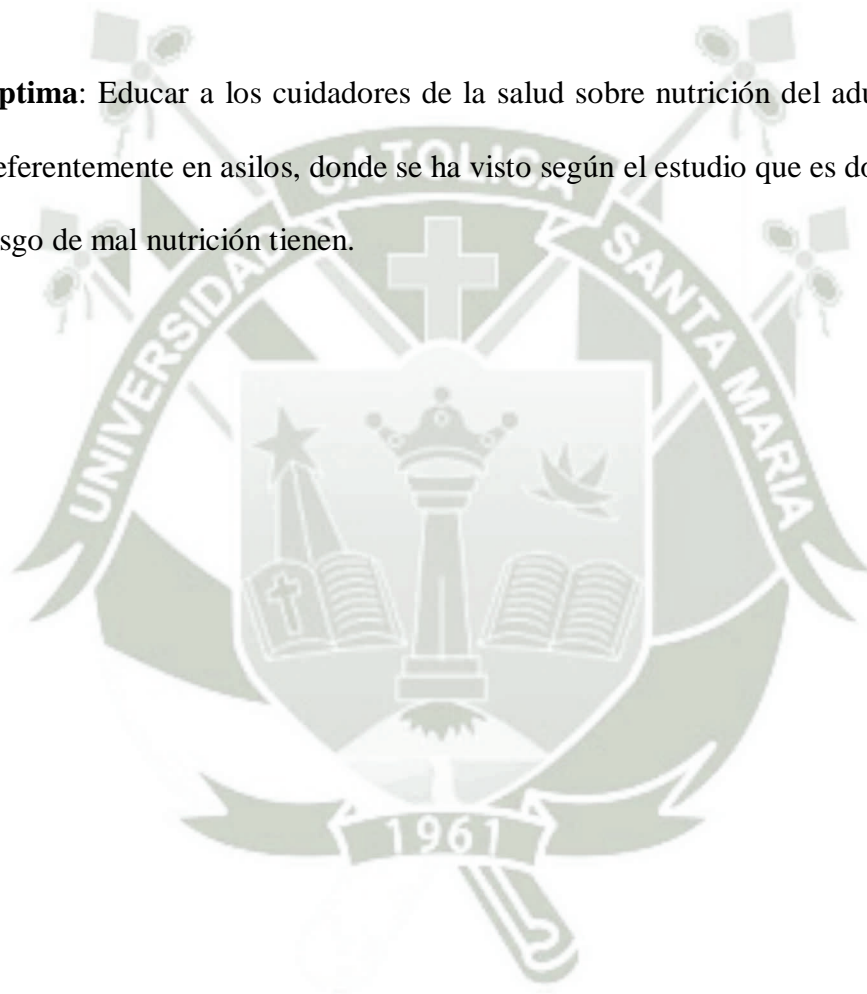 ptima: Educar a los cuidadores de la salud sobre nutrición del adu
eferentemente en asilos, donde se ha visto según el estudio que es do
sgo de mal nutrición tienen.
UNIVERSIDAD CATOLICA SANTA MARIA
1961